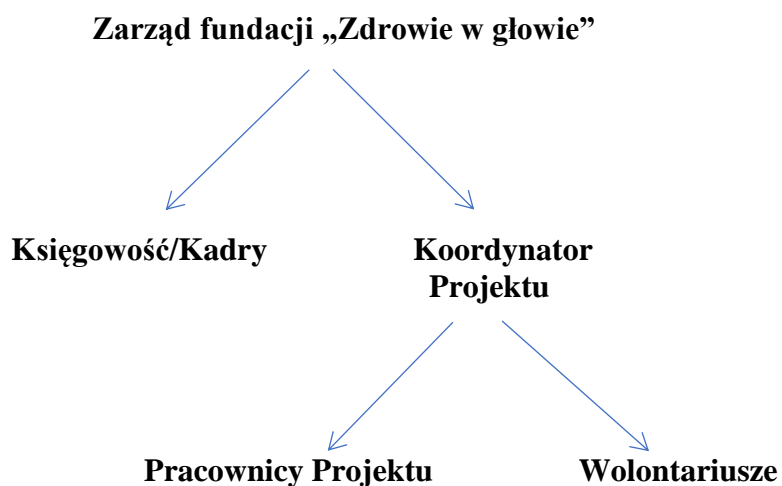 Zarząd fundacji „Zdrowie w głowie”
Księgowość/Kadry
Koordynator
Projektu
Pracownicy Projektu
Wolontariusze